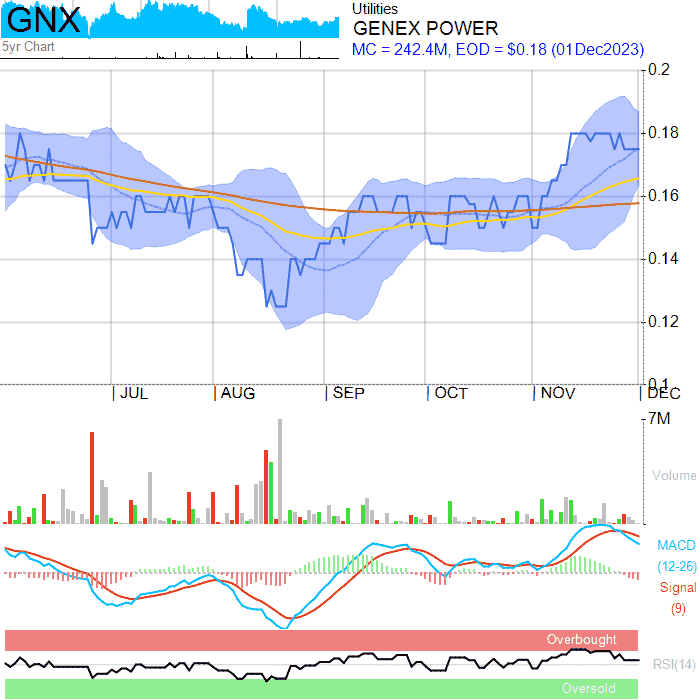 GNX
5yr Chart
Utilities
GENEX POWER
MC = 242.4M, EOD = $0.18 (01Dec2023)
0.2
0.18
0.16
0.14
0.12
0.1
JUL AUG SEP OCT NOV DEC
7M
Volume
MACD
(12-26)
Signal
(9)
Overbought
RSI(14)
Oversold